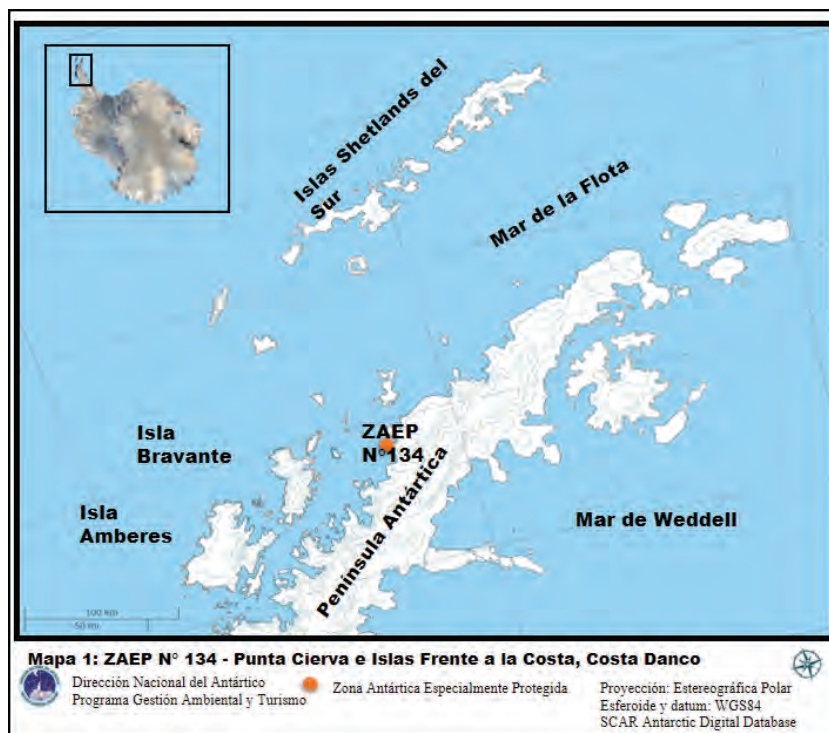 Islas Shetlands del
Sur
Mar de la Flota
ZAEP
N°134
Isla
Bravante
Isla
Amberes
Península Antártica
Mar de Weddell
100 km
50 mi
Mapa 1: ZAEP N° 134 - Punta Cierva e Islas Frente a la Costa, Costa Danco
Dirección Nacional del Antártico
Programa Gestión Ambiental y Turismo
Zona Antártica Especialmente Protegida
Proyección: Estereográfica Polar
Esferoide y datum: WGS84
SCAR Antarctic Digital Database